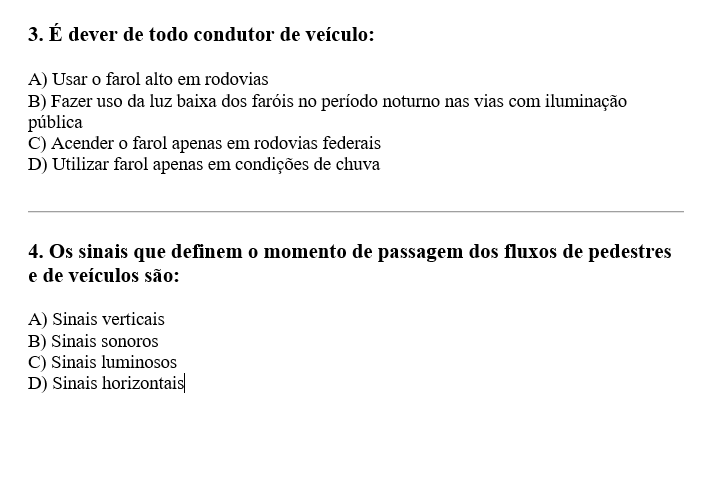 3. É dever de todo condutor de veículo:
A) Usar o farol alto em rodovias
B) Fazer uso da luz baixa dos faróis no período noturno nas vias com iluminação
pública
C) Acender o farol apenas em rodovias federais
D) Utilizar farol apenas em condições de chuva
4. Os sinais que definem o momento de passagem dos fluxos de pedestres
e de veículos são:
A) Sinais verticais
B) Sinais sonoros
C) Sinais luminosos
D) Sinais horizontais